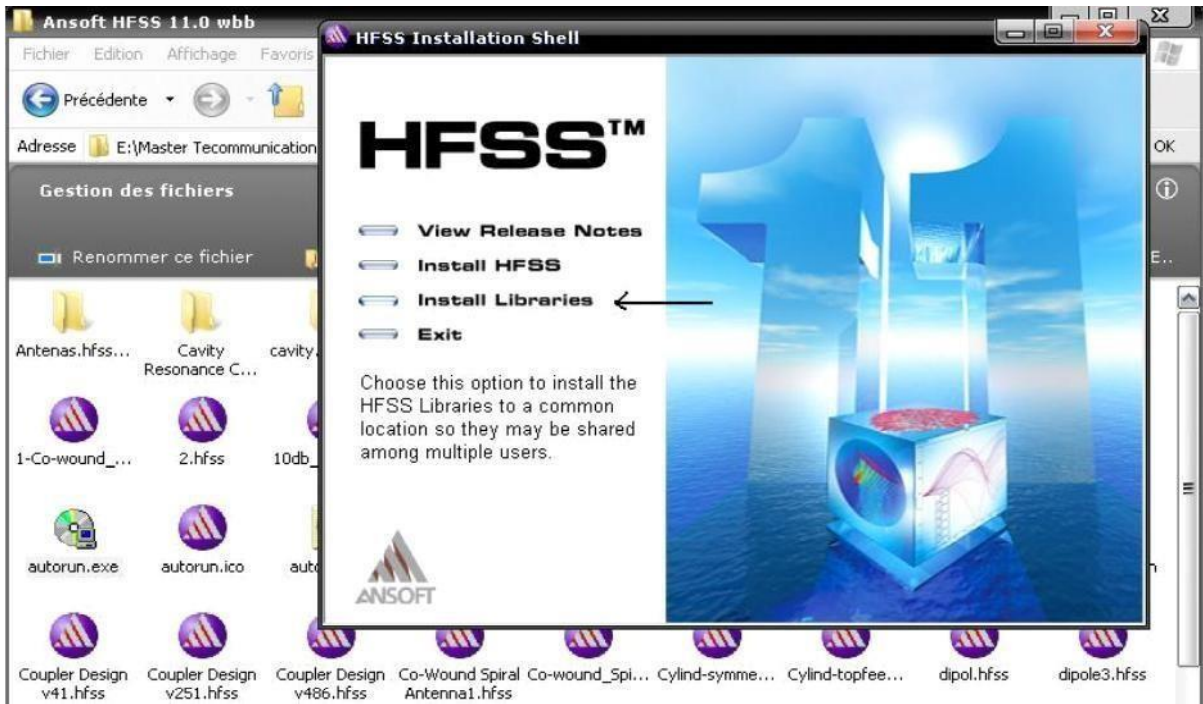 Ansoft HFSS 11.0 wbb
Fichier Edition Affichage Favoris
Précédente
Adresse E:\Master Tecommunication
OK
Gestion des fichiers
Renommer ce fichier
E..
Antenas.hfss...
Cavity
Resonance C...
cavity.
1-Co-wound_...
2.hfss
10db_
autorun.exe
autorun.ico
auto
n
Coupler Design
v41.hfss
Coupler Design
v251.hfss
Coupler Design
v486.hfss
Co-Wound Spiral
Antenna1.hfss
Co-wound_Spi...
Cylind-symme...
Cylind-topfee...
dipol.hfss
dipole3.hfss
HFSS Installation Shell
HFSS™
View Release Notes
Install HFSS
Install Libraries
Exit
Choose this option to install the
HFSS Libraries to a common
location so they may be shared
among multiple users.
ANSOFT
11